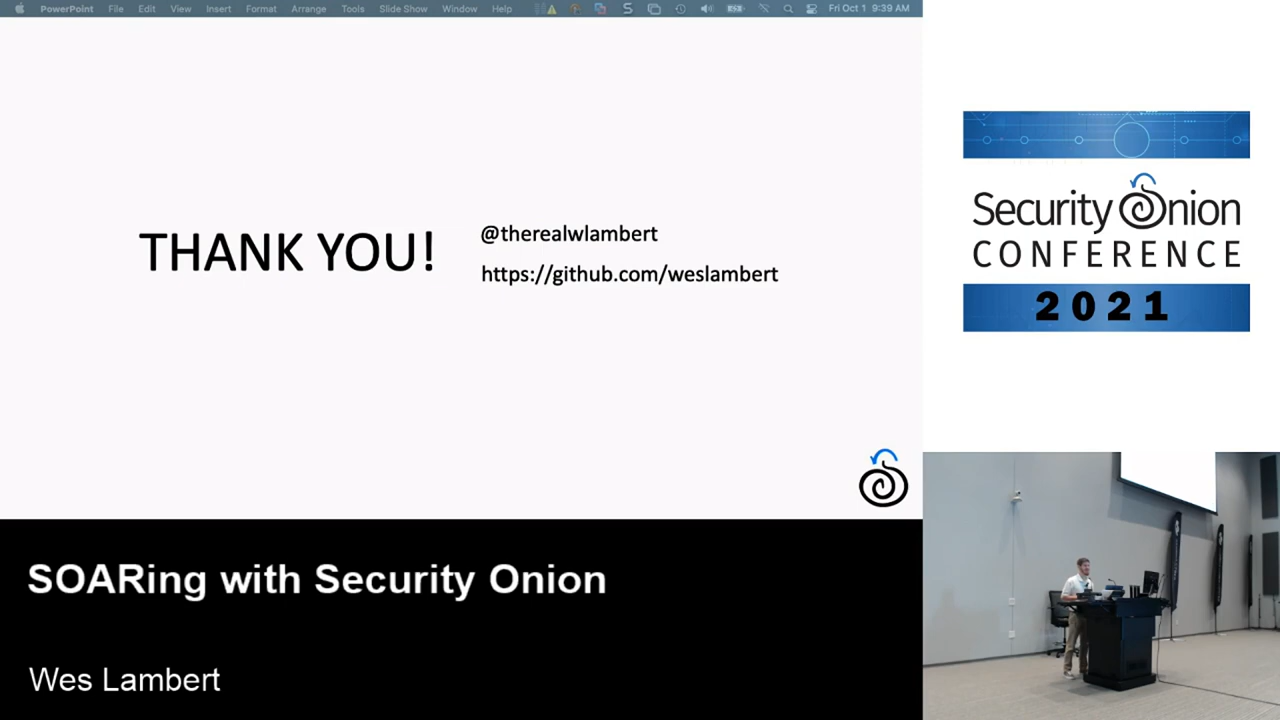 PowerPoint File Edit View Insert Format Arrange Tools Slide Show Window Help Fri Oct 1 9:39 AM
THANK YOU!
@therealwlambert
https://github.com/weslambert
Security Onion
CONFERENCE
2021
SOARing with Security Onion
Wes Lambert